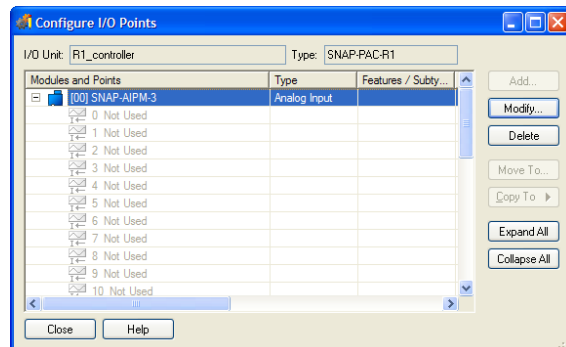 Configure I/O Points
I/O Unit: R1_controller Type: SNAP-PAC-R1
Modules and Points Type Features / Subty...
[00] SNAP-AIPM-3 Analog Input
0 Not Used
1 Not Used
2 Not Used
3 Not Used
4 Not Used
5 Not Used
6 Not Used
7 Not Used
8 Not Used
9 Not Used
10 Not Used
Add...
Modify...
Delete
Move To...
Copy To
Expand All
Collapse All
Close Help